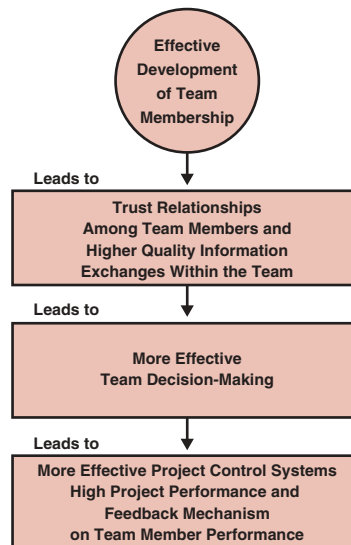 Effective
Development
of Team
Membership
Leads to
Trust Relationships
Among Team Members and
Higher Quality Information
Exchanges Within the Team
Leads to
More Effective
Team Decision-Making
Leads to
More Effective Project Control Systems
High Project Performance and
Feedback Mechanism
on Team Member Performance